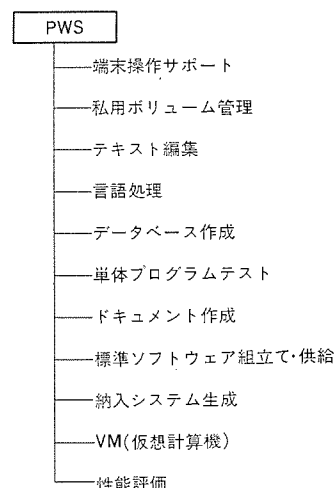 PWS
端末操作サポート
私用ボリューム管理
テキスト編集
言語処理
データベース作成
単体プログラムテスト
ドキュメント作成
標準ソフトウェア組立て・供給
納入システム生成
VM(仮想計算機)
性能評価